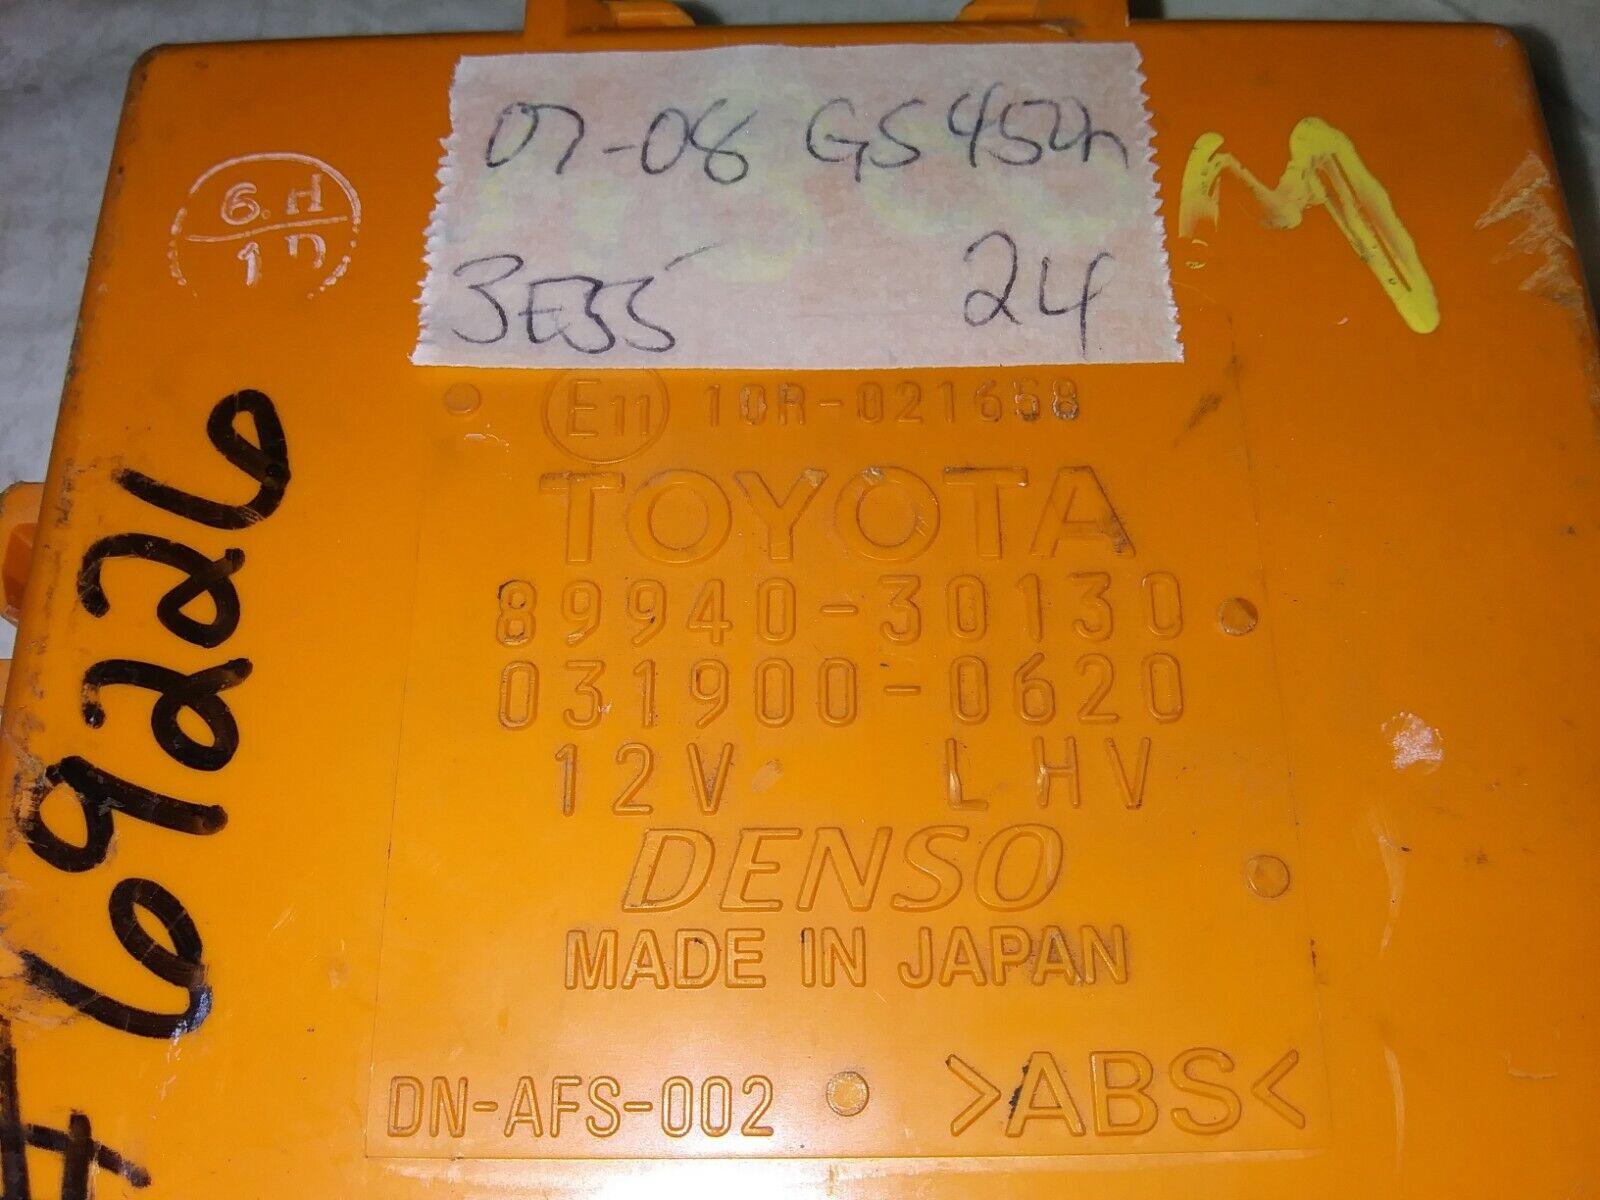 07-08 GS450h
3E35 24
M
6.H
1D
E11 10R-021658
TOYOTA
89940-30130
031900-0620
12V LHV
DENSO
MADE IN JAPAN
DN-AFS-002 >ABS<
69226